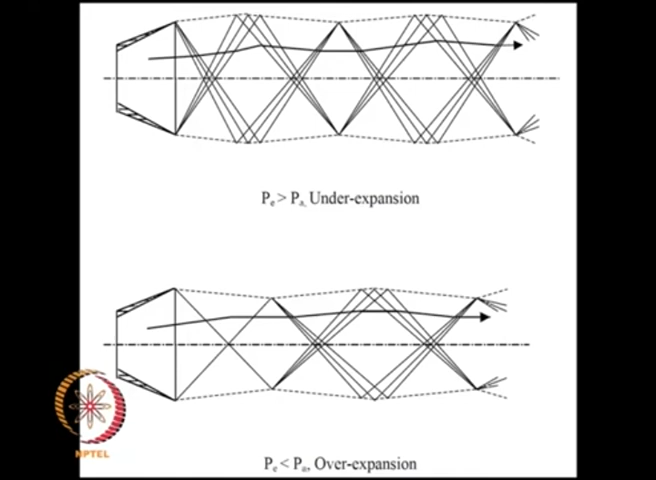 Pe > Pa, Under-expansion
Pe < Pa, Over-expansion
NPTEL